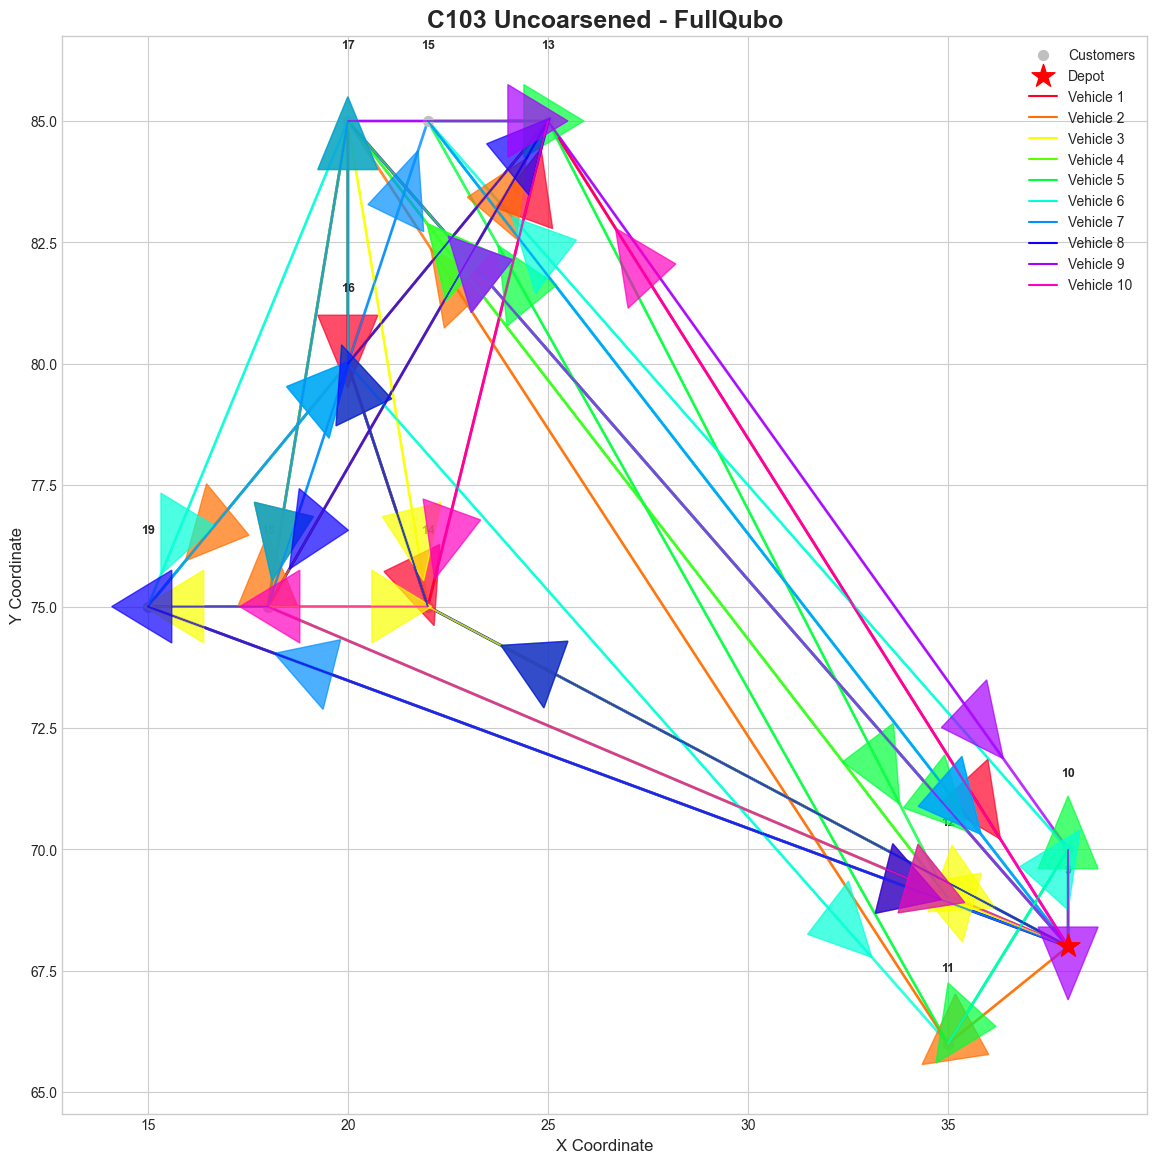 C103 Uncoarsened - FullQubo
17 15 13
Customers
Depot
Vehicle 1
Vehicle 2
Vehicle 3
Vehicle 4
Vehicle 5
Vehicle 6
Vehicle 7
Vehicle 8
Vehicle 9
Vehicle 10
85.0
82.5
16
80.0
77.5
19
14
75.0
72.5
10
70.0
11
67.5
65.0
15 20 25 30 35
X Coordinate
Y Coordinate